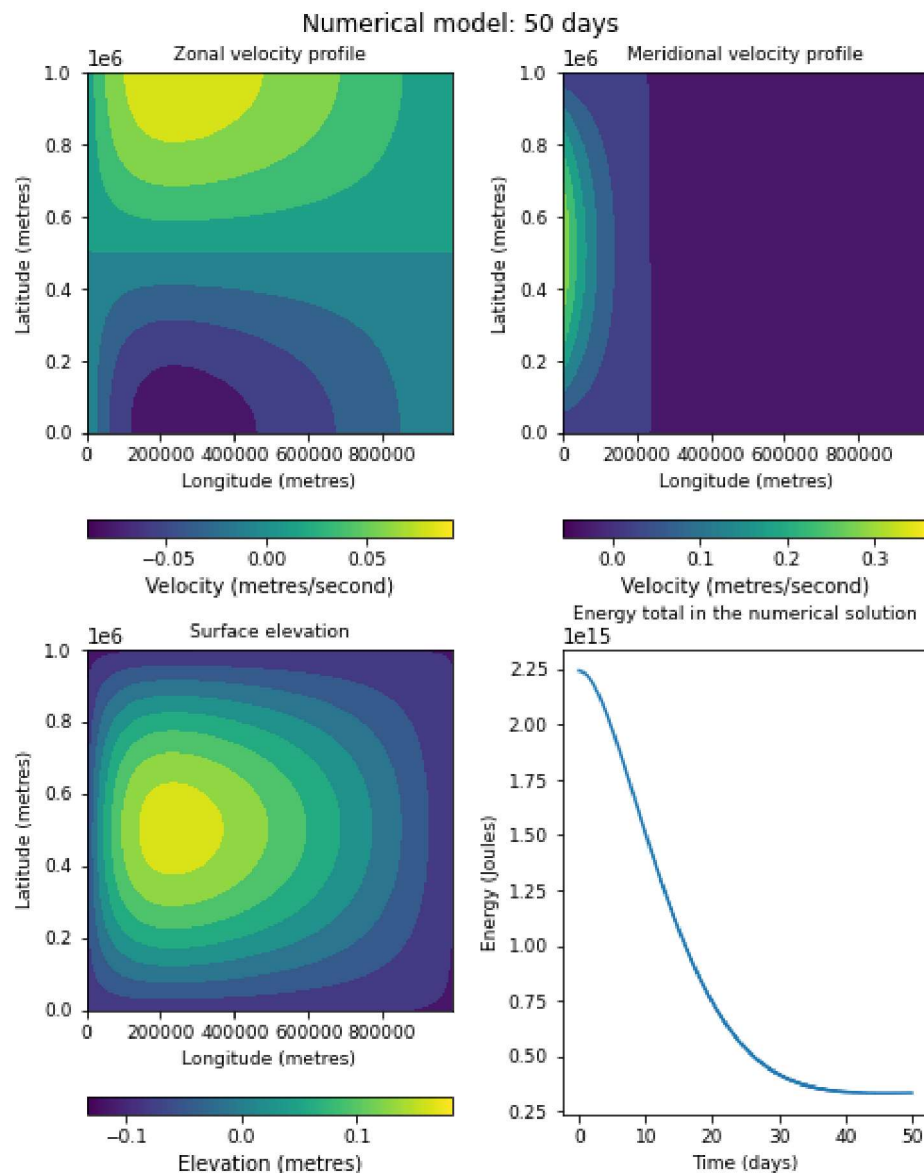 Numerical model: 50 days
Zonal velocity profile
1e6
1.0
0.8
0.6
0.4
0.2
0.0
Latitude (metres)
0 200000 400000 600000 800000
Longitude (metres)
−0.05 0.00 0.05
Velocity (metres/second)
Meridional velocity profile
1e6
1.0
0.8
0.6
0.4
0.2
0.0
Latitude (metres)
0 200000 400000 600000 800000
Longitude (metres)
0.0 0.1 0.2 0.3
Velocity (metres/second)
Surface elevation
1e6
1.0
0.8
0.6
0.4
0.2
0.0
Latitude (metres)
0 200000 400000 600000 800000
Longitude (metres)
−0.1 0.0 0.1
Elevation (metres)
Energy total in the numerical solution
1e15
2.25
2.00
1.75
1.50
1.25
1.00
0.75
0.50
0.25
Energy (Joules)
0 10 20 30 40 50
Time (days)